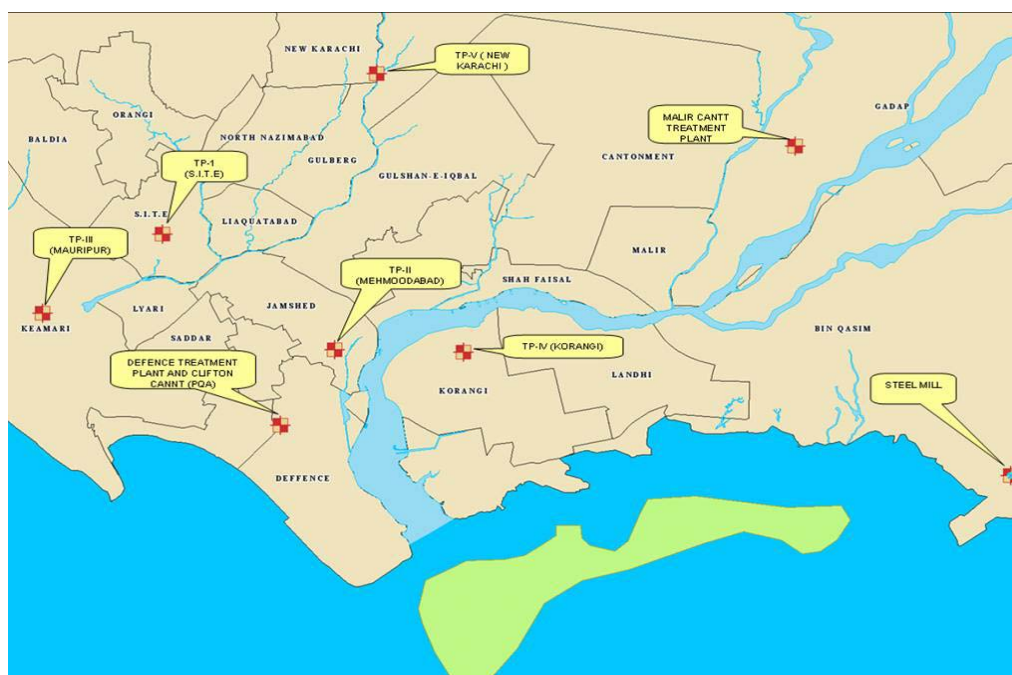 NEW KARACHI
TP-V ( NEW
KARACHI )
ORANGI
BALDIA
NORTH NAZIMABAD
GULBERG
GULSHAN-E-IQBAL
CANTONMENT
MALIR CANTT
TREATMENT
PLANT
GADAP
TP-1
(S.I.T.E)
S.I.T.E
LIAQUATABAD
TP-III
(MAURIPUR)
TP-II
(MEHMOODABAD)
MALIR
SHAH FAISAL
KEAMARI
LYARI
JAMSHED
SADDAR
BIN QASIM
DEFENCE TREATMENT
PLANT AND CLIFTON
CANNT (PQA)
TP-IV (KORANGI)
KORANGI
LANDHI
STEEL MILL
DEFFENCE